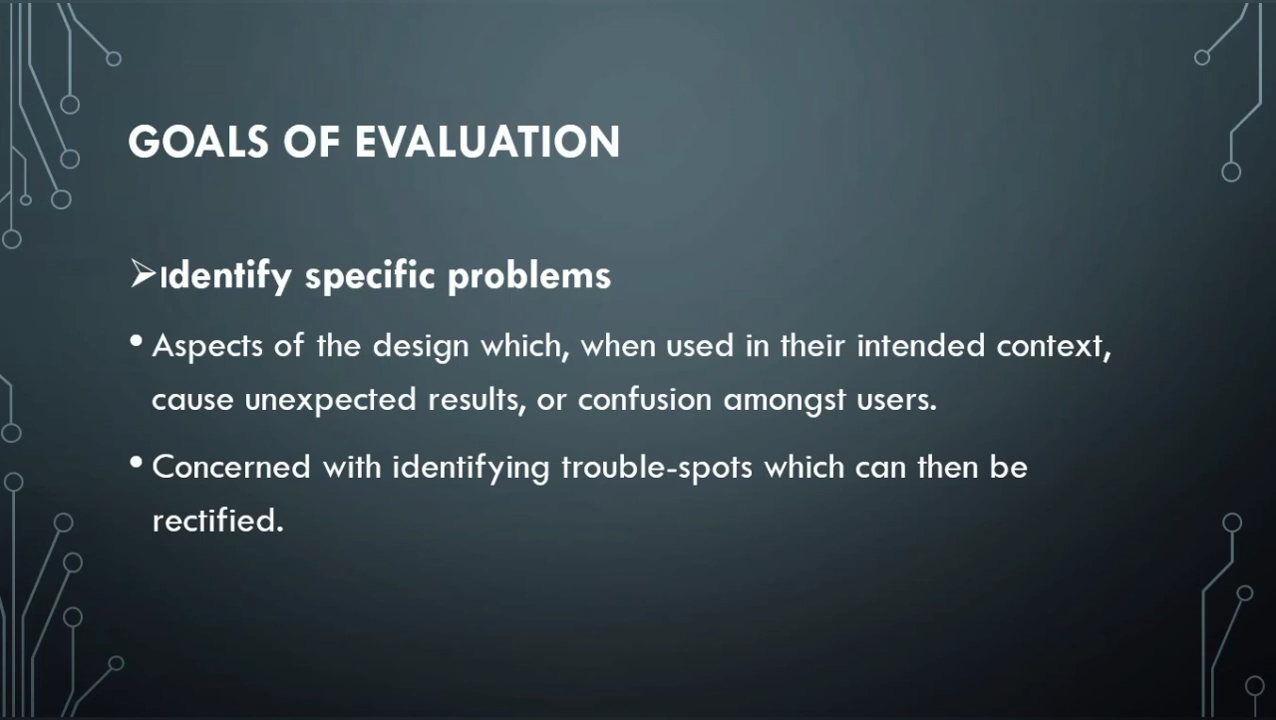 GOALS OF EVALUATION
➢Identify specific problems
• Aspects of the design which, when used in their intended context,
cause unexpected results, or confusion amongst users.
• Concerned with identifying trouble-spots which can then be
rectified.